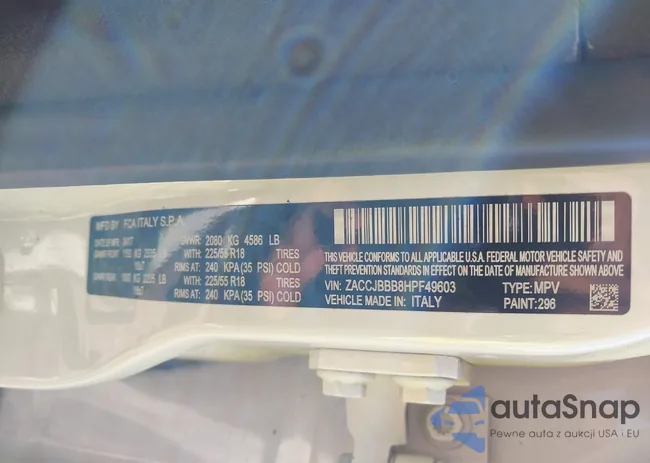 MFD BY FCA ITALY S.P.A.
GVWR: 2080 KG 4586 LB
WITH: 225/55 R18 TIRES
RIMS AT: 240 KPA (35 PSI) COLD
WITH: 225/55 R18 TIRES
RIMS AT: 240 KPA (35 PSI) COLD
THIS VEHICLE CONFORMS TO ALL APPLICABLE U.S.A. FEDERAL MOTOR VEHICLE SAFETY AND
THEFT PREVENTION STANDARDS IN EFFECT ON THE DATE OF MANUFACTURE SHOWN ABOVE
VIN: ZACCJBBB8HPF49603 TYPE: MPV
VEHICLE MADE IN: ITALY PAINT: 296
autaSnap
Pewne auta z aukcji USA i EU